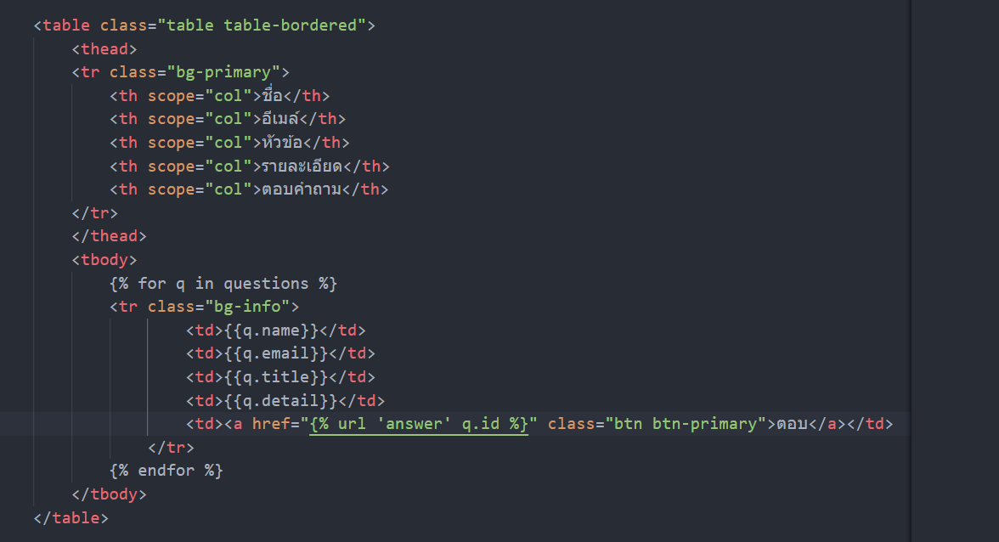 <table class="table table-bordered">
<thead>
<tr class="bg-primary">
<th scope="col">ชื่อ</th>
<th scope="col">อีเมล์</th>
<th scope="col">หัวข้อ</th>
<th scope="col">รายละเอียด</th>
<th scope="col">ตอบคำถาม</th>
</tr>
</thead>
<tbody>
{% for q in questions %}
<tr class="bg-info">
<td>{{q.name}}</td>
<td>{{q.email}}</td>
<td>{{q.title}}</td>
<td>{{q.detail}}</td>
<td><a href="{% url 'answer' q.id %}" class="btn btn-primary">ตอบ</a></td>
</tr>
{% endfor %}
</tbody>
</table>